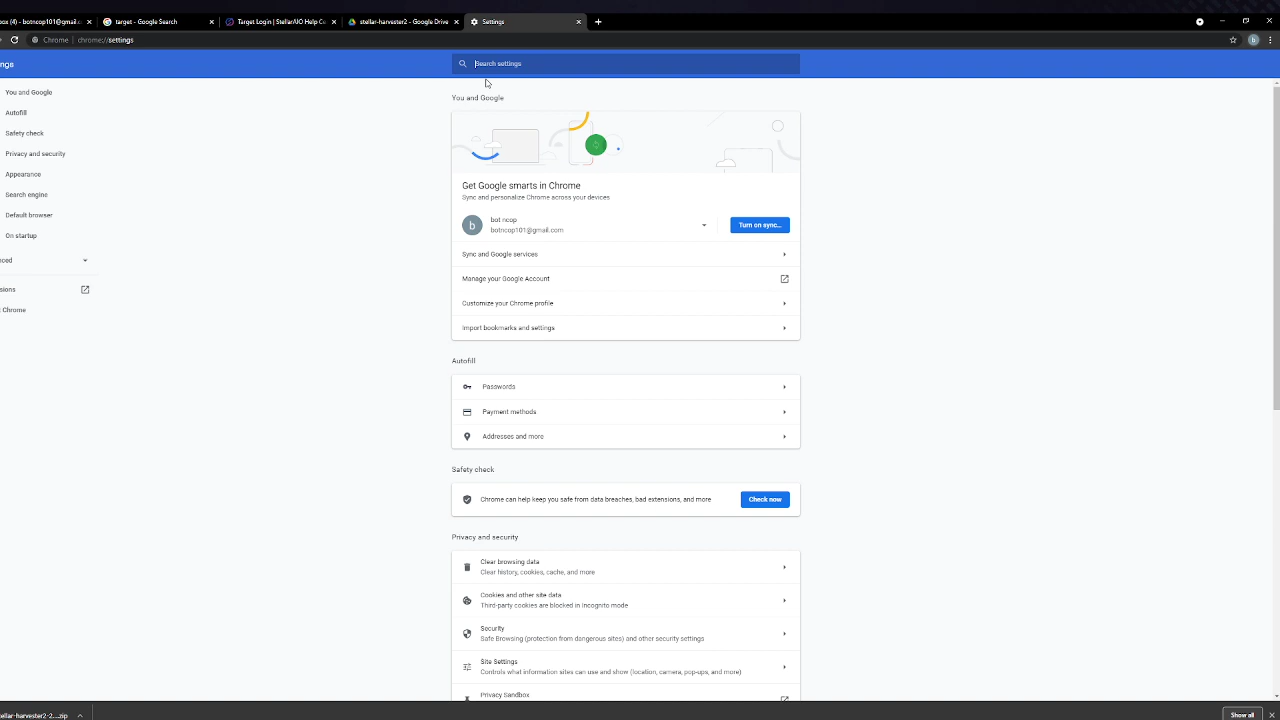 box (4) - botncop101@gmail.com
target - Google Search
Target Login | StellarAIO Help Ce
stellar-harvester2 - Google Drive
Settings
Chrome | chrome://settings
b
nge
Search settings
You and Google
Autofill
Safety check
Privacy and security
Appearance
Search engine
Default browser
On startup
nced
sions
t Chrome
You and Google
Get Google smarts in Chrome
Sync and personalize Chrome across your devices
b
bot ncop
botncop101@gmail.com
Turn on sync...
Sync and Google services
Manage your Google Account
Customize your Chrome profile
Import bookmarks and settings
Autofill
Passwords
Payment methods
Addresses and more
Safety check
Chrome can help keep you safe from data breaches, bad extensions, and more
Check now
Privacy and security
Clear browsing data
Clear history, cookies, cache, and more
Cookies and other site data
Third-party cookies are blocked in Incognito mode
Security
Safe Browsing (protection from dangerous sites) and other security settings
Site Settings
Controls what information sites can use and show (location, camera, pop-ups, and more)
Privacy Sandbox
tellar-harvester2-2....zip
Show all